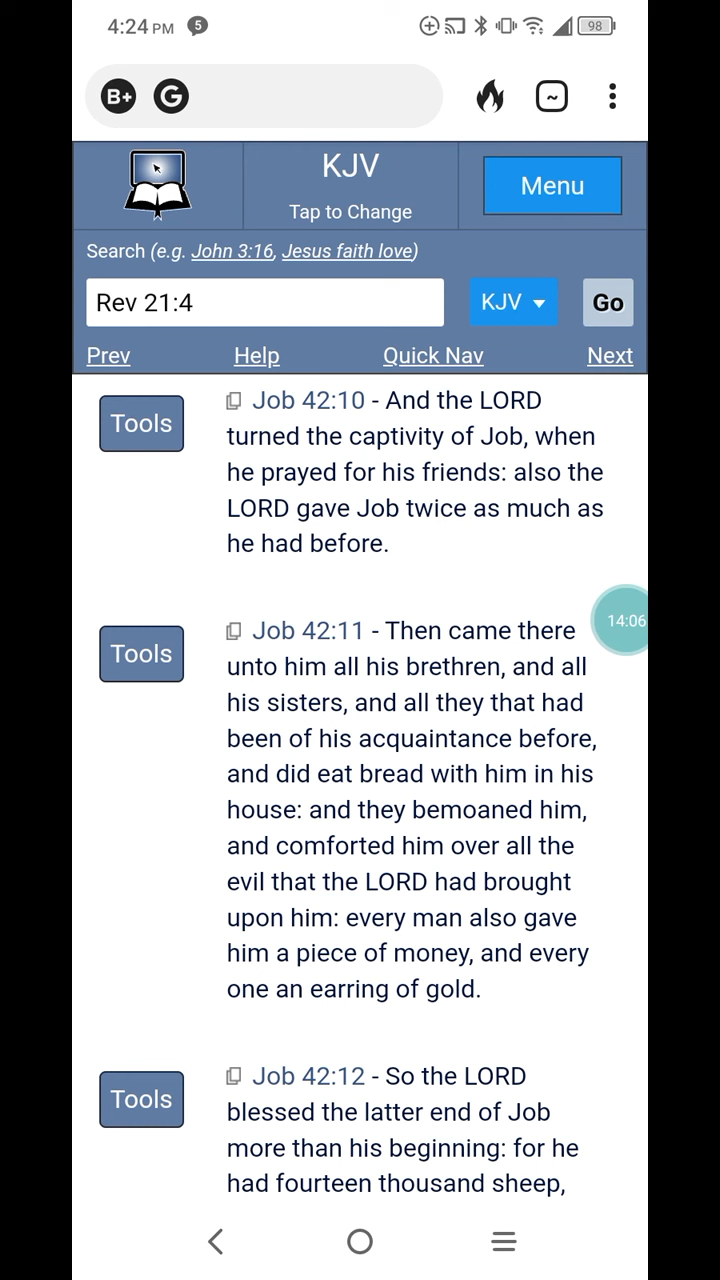 4:24 PM 5 98
B+ G
KJV
Tap to Change
Menu
Search (e.g. John 3:16, Jesus faith love)
Rev 21:4 KJV Go
Prev Help Quick Nav Next
Tools
Job 42:10 - And the LORD
turned the captivity of Job, when
he prayed for his friends: also the
LORD gave Job twice as much as
he had before.
14:06
Tools
Job 42:11 - Then came there
unto him all his brethren, and all
his sisters, and all they that had
been of his acquaintance before,
and did eat bread with him in his
house: and they bemoaned him,
and comforted him over all the
evil that the LORD had brought
upon him: every man also gave
him a piece of money, and every
one an earring of gold.
Tools
Job 42:12 - So the LORD
blessed the latter end of Job
more than his beginning: for he
had fourteen thousand sheep,